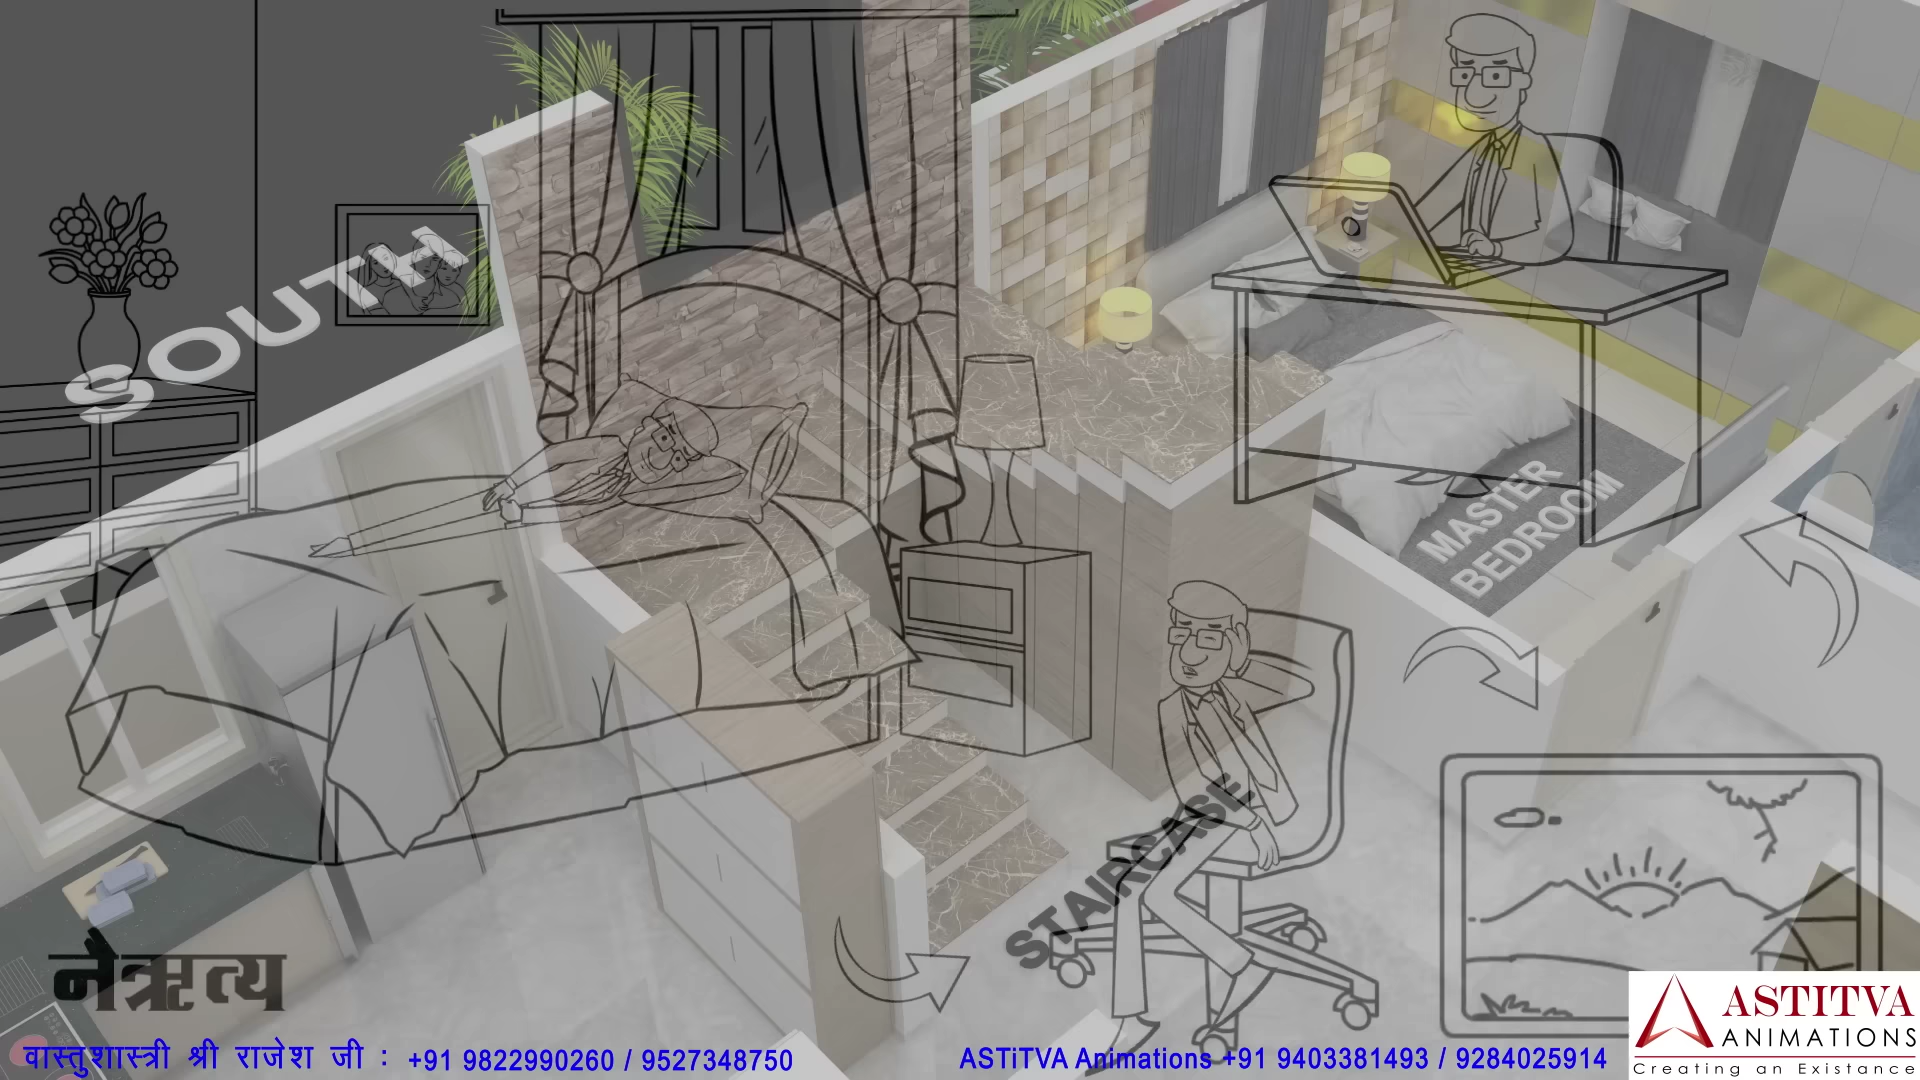 SOUTH
MASTER
BEDROOM
STAIRCASE
नैऋत्य
वास्तुशास्त्री श्री राजेश जी : +91 9822990260 / 9527348750
ASTiTVA Animations +91 9403381493 / 9284025914
ASTITVA
ANIMATIONS
Creating an Existance